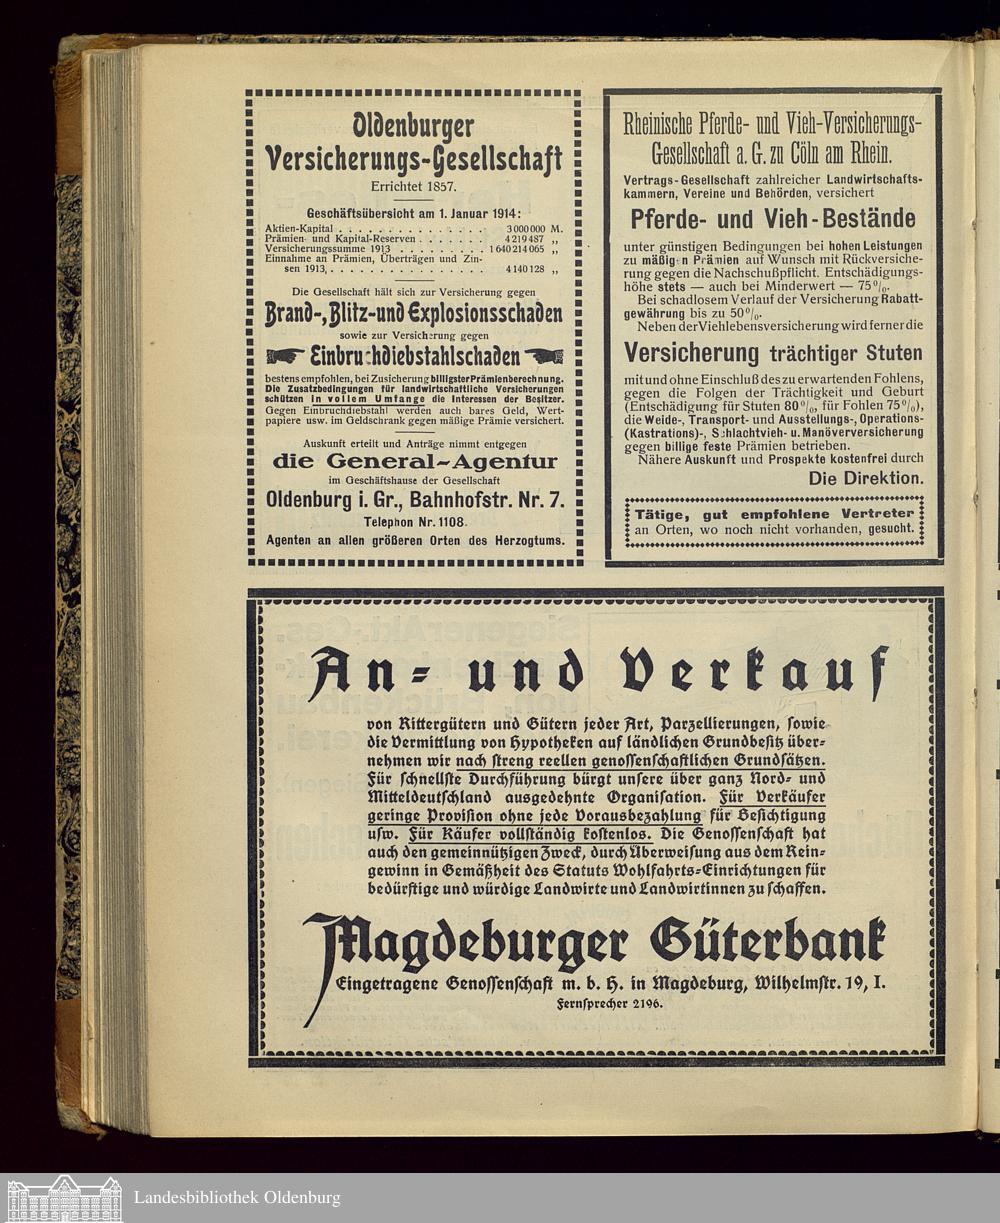 Oldenburger
Versicherungs-Gesellschaft
Errichtet 1857.
Geschäftsübersicht am 1. Januar 1914:
Aktien-Kapital . . . . . . . . . . . . . . . 3 000 000 M.
Prämien- und Kapital-Reserven . . . . . . . 4 219 487 „
Versicherungssumme 1913 . . . . . . . . . . 1 640 214 065 „
Einnahme an Prämien, Überträgen und Zin-
sen 1913, . . . . . . . . . . . . . . . . 4 140 128 „
Die Gesellschaft hält sich zur Versicherung gegen
Brand-, Blitz- und Explosionsschaden
sowie zur Versicherung gegen
Einbruchdiebstahlschaden
bestens empfohlen, bei Zusicherung billigster Prämienberechnung.
Die Zusatzbedingungen für landwirtschaftliche Versicherungen
schützen in vollem Umfange die Interessen der Besitzer.
Gegen Einbruchdiebstahl werden auch bares Geld, Wert-
papiere usw. im Geldschrank gegen mäßige Prämie versichert.
Auskunft erteilt und Anträge nimmt entgegen
die General-Agentur
im Geschäftshause der Gesellschaft
Oldenburg i. Gr., Bahnhofstr. Nr. 7.
Telephon Nr. 1108.
Agenten an allen größeren Orten des Herzogtums.
Rheinische Pferde- und Vieh-Versicherungs-
Gesellschaft a. G. zu Cöln am Rhein.
Vertrags-Gesellschaft zahlreicher Landwirtschafts-
kammern, Vereine und Behörden, versichert
Pferde- und Vieh-Bestände
unter günstigen Bedingungen bei hohen Leistungen
zu mäßigen Prämien auf Wunsch mit Rückversiche-
rung gegen die Nachschußpflicht. Entschädigungs-
höhe stets — auch bei Minderwert — 75%.
Bei schadlosem Verlauf der Versicherung Rabatt-
gewährung bis zu 50%.
Neben der Viehlebensversicherung wird ferner die
Versicherung trächtiger Stuten
mit und ohne Einschluß des zu erwartenden Fohlens,
gegen die Folgen der Trächtigkeit und Geburt
(Entschädigung für Stuten 80%, für Fohlen 75%),
die Weide-, Transport- und Ausstellungs-, Operations-
(Kastrations)-, Schlachtvieh- u. Manöverversicherung
gegen billige feste Prämien betrieben.
Nähere Auskunft und Prospekte kostenfrei durch
Die Direktion.
Tätige, gut empfohlene Vertreter
an Orten, wo noch nicht vorhanden, gesucht.
An- und Verkauf
von Rittergütern und Gütern jeder Art, Parzellierungen, sowie
die Vermittlung von Hypotheken auf ländlichen Grundbesitz über-
nehmen wir nach streng reellen genossenschaftlichen Grundsätzen.
Für schnellste Durchführung bürgt unsere über ganz Nord- und
Mitteldeutschland ausgedehnte Organisation. Für Verkäufer
geringe Provision ohne jede Vorausbezahlung für Besichtigung
usw. Für Käufer vollständig kostenlos. Die Genossenschaft hat
auch den gemeinnützigen Zweck, durch Überweisung aus dem Rein-
gewinn in Gemäßheit des Statuts Wohlfahrts-Einrichtungen für
bedürftige und würdige Landwirte und Landwirtinnen zu schaffen.
Magdeburger Güterbank
Eingetragene Genossenschaft m. b. H. in Magdeburg, Wilhelmstr. 19, I.
Fernsprecher 2196.
Landesbibliothek Oldenburg